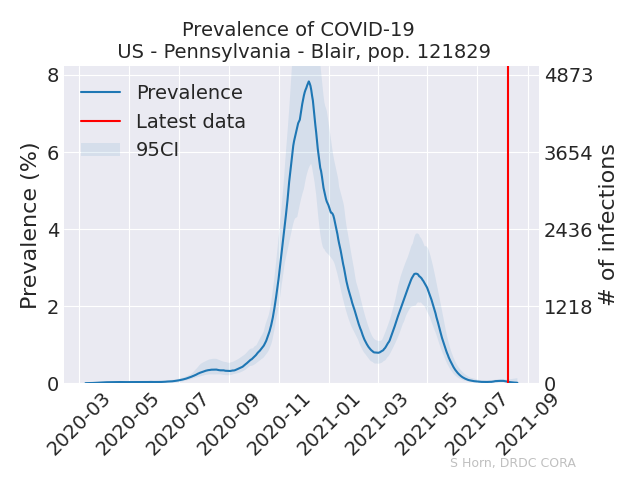 Prevalence of COVID-19
US - Pennsylvania - Blair, pop. 121829
Prevalence
Latest data
95CI
Prevalence (%)
8
6
4
2
0
4873
3654
2436
1218
0
# of infections
2020-03
2020-05
2020-07
2020-09
2020-11
2021-01
2021-03
2021-05
2021-07
2021-09
S Horn, DRDC CORA